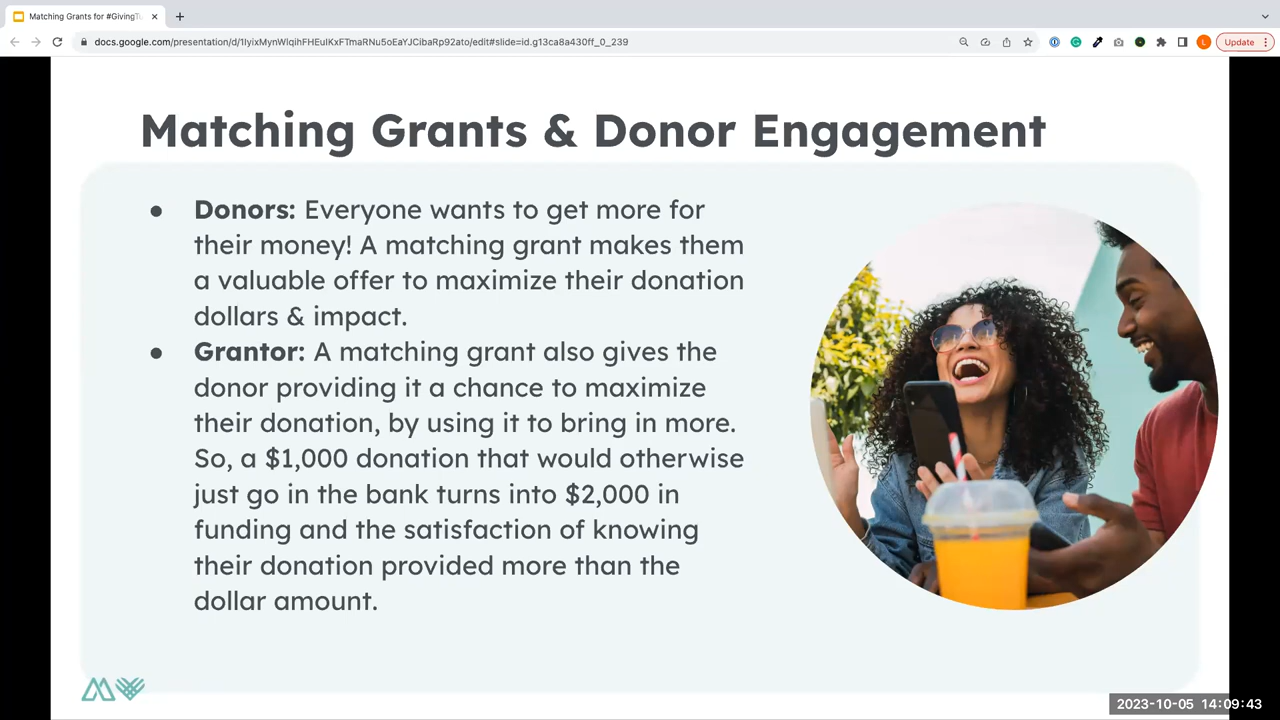 Matching Grants for #GivingTu
docs.google.com/presentation/d/1IyixMynWlqihFHEuIKxFTmaRNu5oEaYJCibaRp92ato/edit#slide=id.g13ca8a430ff_0_239
L
Update
Matching Grants & Donor Engagement
● Donors: Everyone wants to get more for
their money! A matching grant makes them
a valuable offer to maximize their donation
dollars & impact.
● Grantor: A matching grant also gives the
donor providing it a chance to maximize
their donation, by using it to bring in more.
So, a $1,000 donation that would otherwise
just go in the bank turns into $2,000 in
funding and the satisfaction of knowing
their donation provided more than the
dollar amount.
2023-10-05 14:09:43